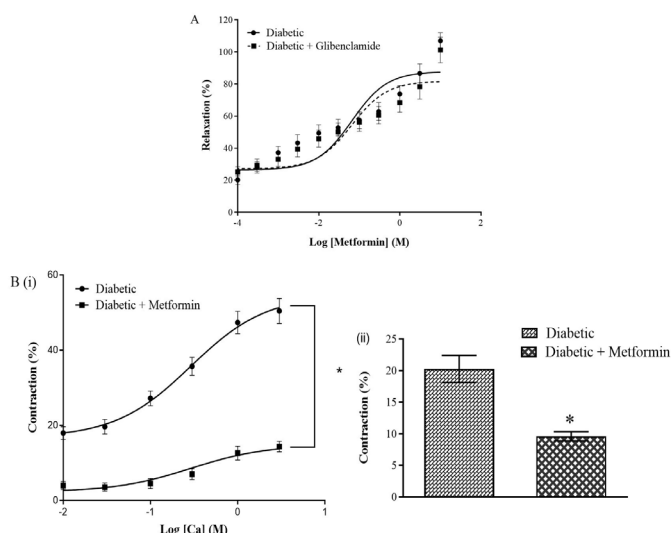 A
Diabetic
Diabetic + Glibenclamide
120
100
80
60
40
20
0
Relaxation (%)
-4
-2
0
2
Log [Metformin] (M)
B (i)
Diabetic
Diabetic + Metformin
60
40
20
0
Contraction (%)
-2
-1
0
1
Log [Ca] (M)
*
(ii)
Diabetic
Diabetic + Metformin
25
20
15
10
5
0
Contraction (%)
*